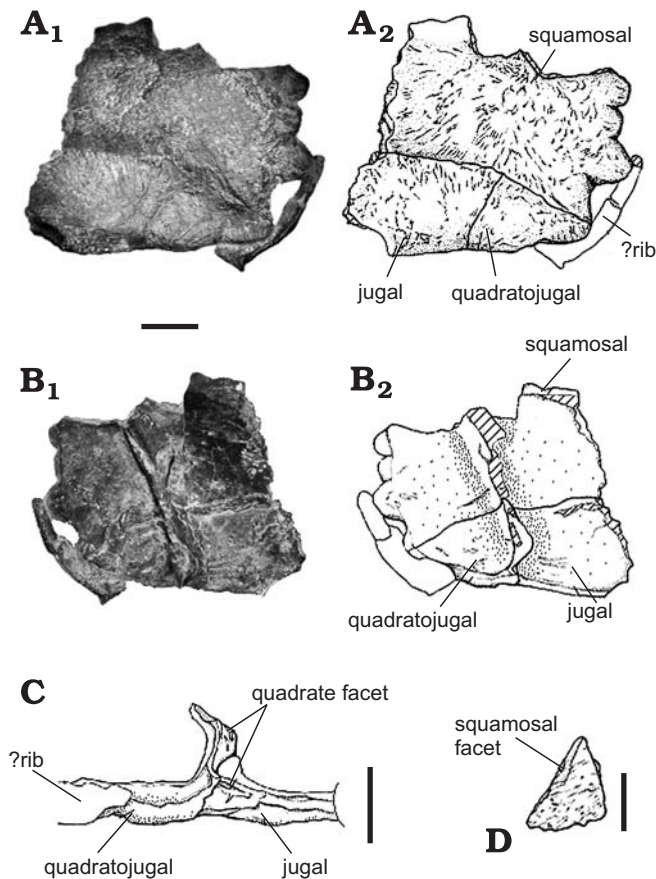 A1
A2
squamosal
?rib
jugal
quadratojugal
B1
B2
squamosal
quadratojugal
jugal
C
quadrate facet
?rib
quadratojugal
jugal
squamosal
facet
D